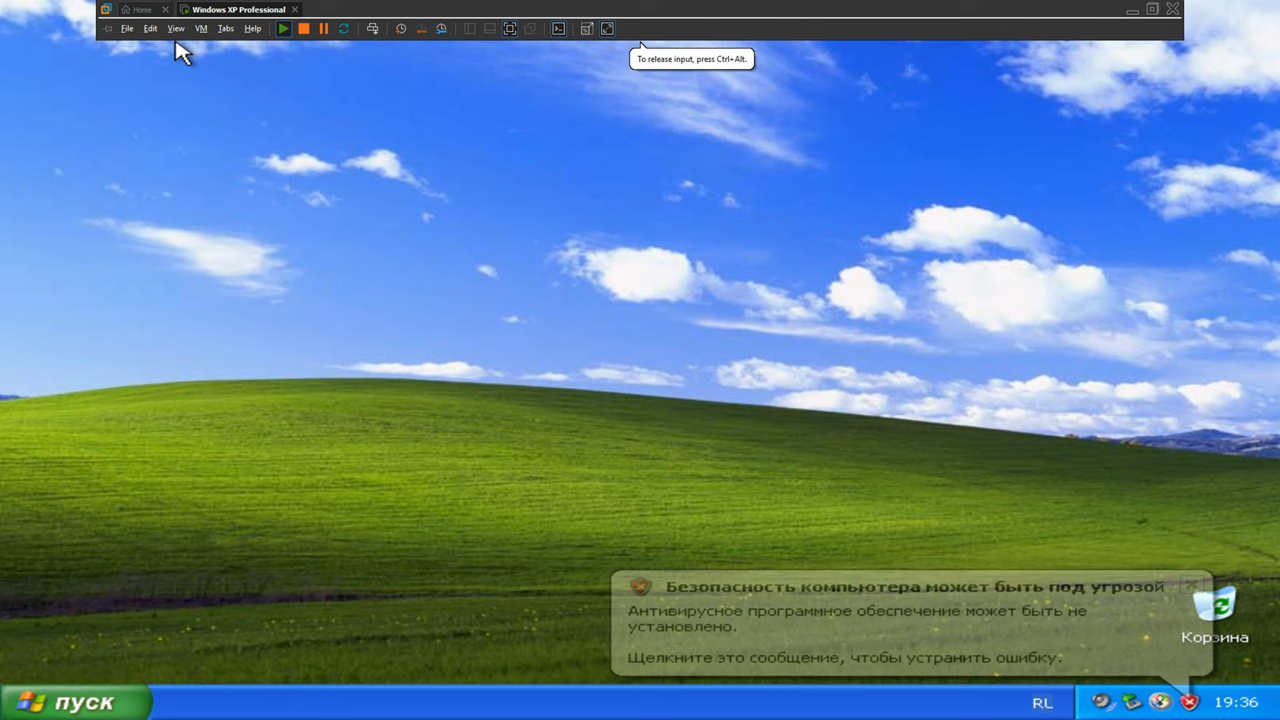 Home
Windows XP Professional
File Edit View VM Tabs Help
To release input, press Ctrl+Alt.
Безопасность компьютера может быть под угрозой
Антивирусное программное обеспечение может быть не
установлено.
Щелкните это сообщение, чтобы устранить ошибку.
Корзина
пуск
RL
19:36